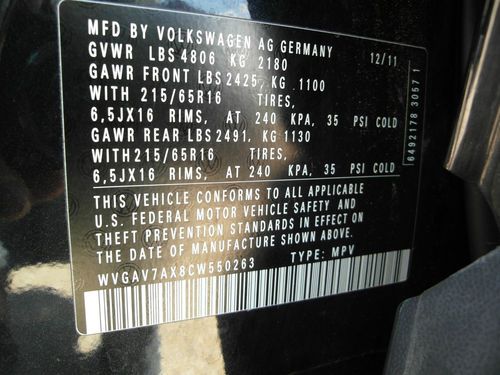 MFD BY VOLKSWAGEN AG GERMANY
GVWR LBS 4806 KG 2180 12/11
GAWR FRONT LBS 2425, KG 1100
WITH 215/65R16 TIRES,
6,5JX16 RIMS, AT 240 KPA, 35 PSI COLD
GAWR REAR LBS 2491, KG 1130
WITH 215/65R16 TIRES,
6,5JX16 RIMS, AT 240 KPA, 35 PSI COLD
THIS VEHICLE CONFORMS TO ALL APPLICABLE
U.S. FEDERAL MOTOR VEHICLE SAFETY AND
THEFT PREVENTION STANDARDS IN EFFECT ON
THE DATE OF MANUFACTURE SHOWN ABOVE
WVGAV7AX8CW550263 TYPE: MPV
6492178 3057 1